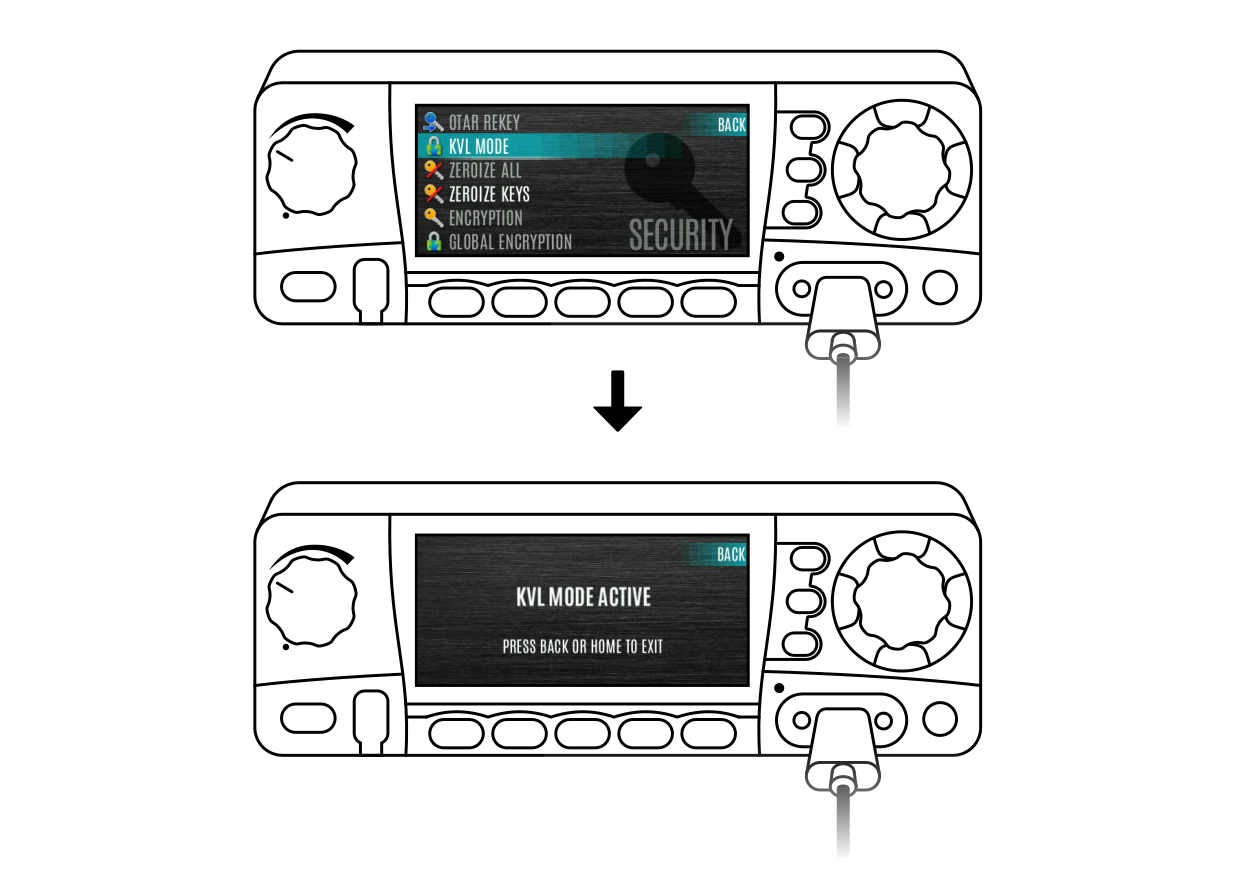 OTAR REKEY
BACK
KVL MODE
ZEROIZE ALL
ZEROIZE KEYS
ENCRYPTION
GLOBAL ENCRYPTION
SECURITY
BACK
KVL MODE ACTIVE
PRESS BACK OR HOME TO EXIT